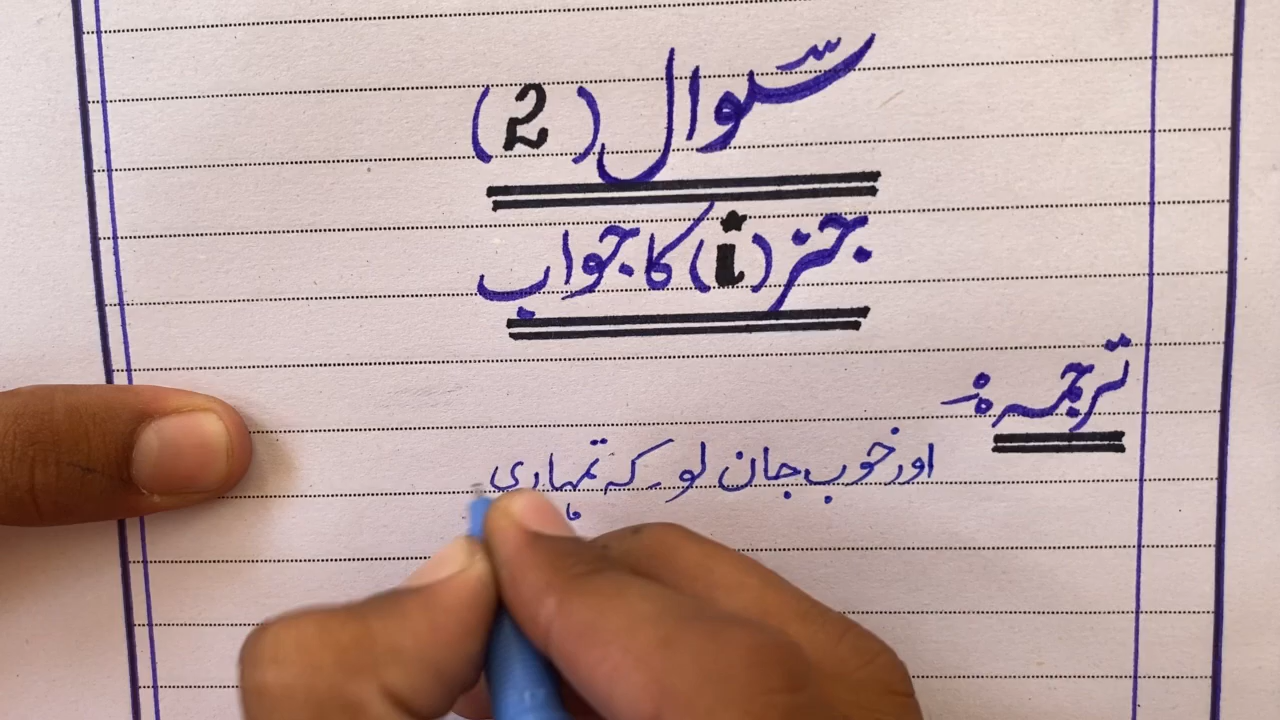 سوال (2)
جز (i) کا جواب
ترجمہ:۔
اور خوب جان لو۔ کہ تمہاری